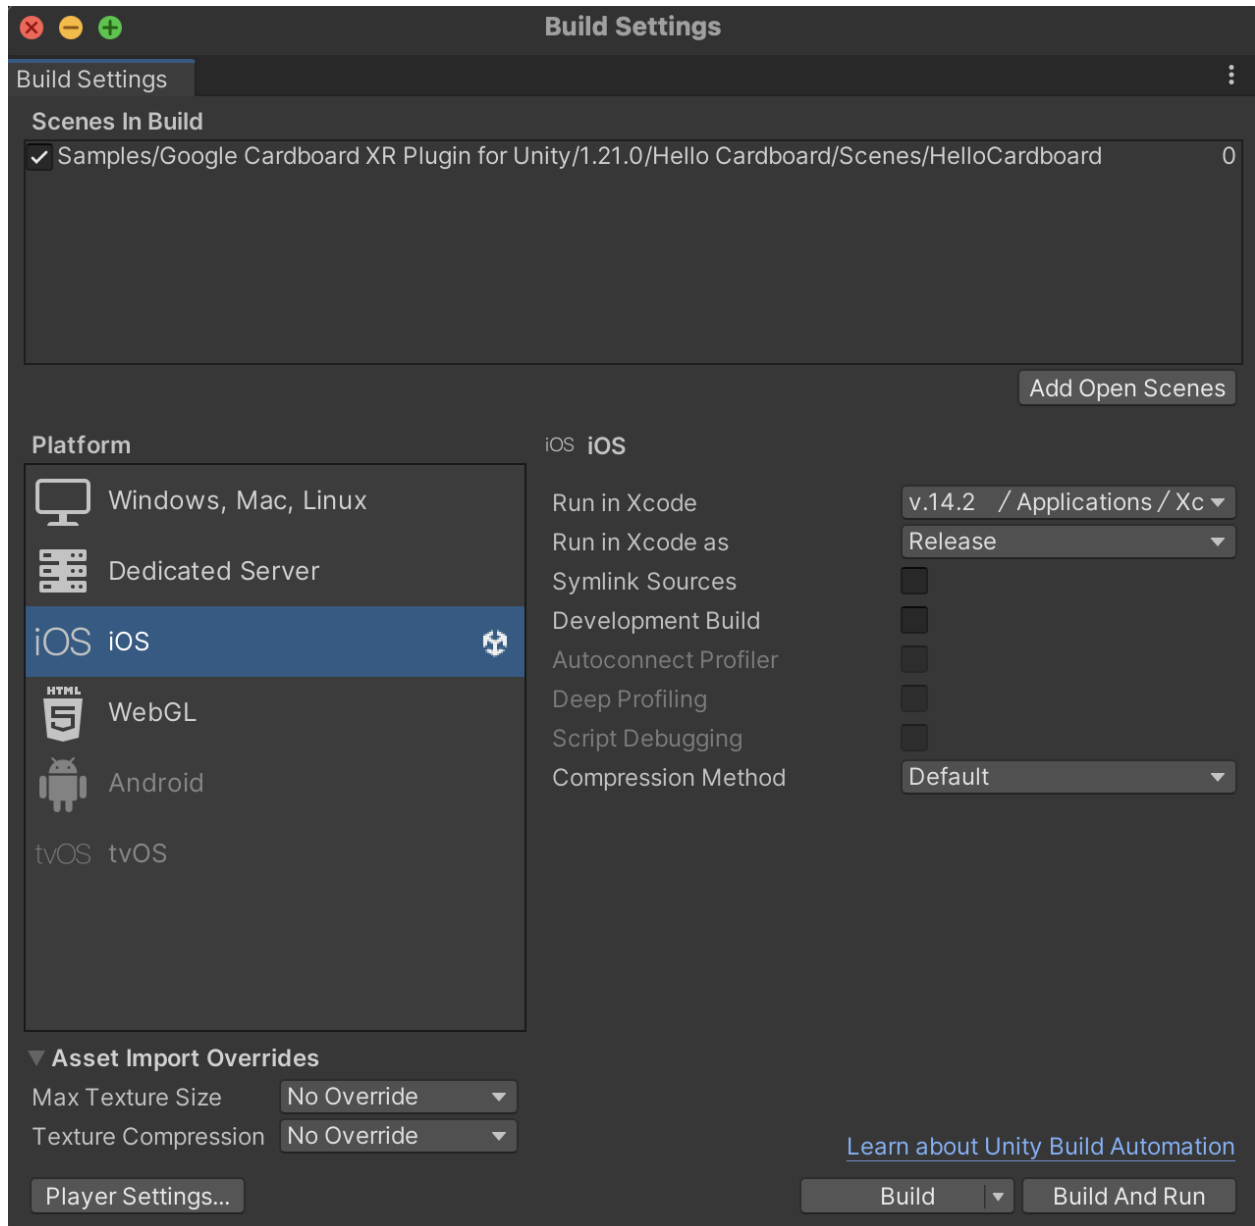 Build Settings
Build Settings
Scenes In Build
Samples/Google Cardboard XR Plugin for Unity/1.21.0/Hello Cardboard/Scenes/HelloCardboard 0
Add Open Scenes
Platform
iOS iOS
Windows, Mac, Linux
Dedicated Server
iOS iOS
HTML
5 WebGL
Android
tvOS tvOS
Run in Xcode v.14.2 / Applications / Xc
Run in Xcode as Release
Symlink Sources
Development Build
Autoconnect Profiler
Deep Profiling
Script Debugging
Compression Method Default
Asset Import Overrides
Max Texture Size No Override
Texture Compression No Override
Learn about Unity Build Automation
Player Settings...
Build
Build And Run